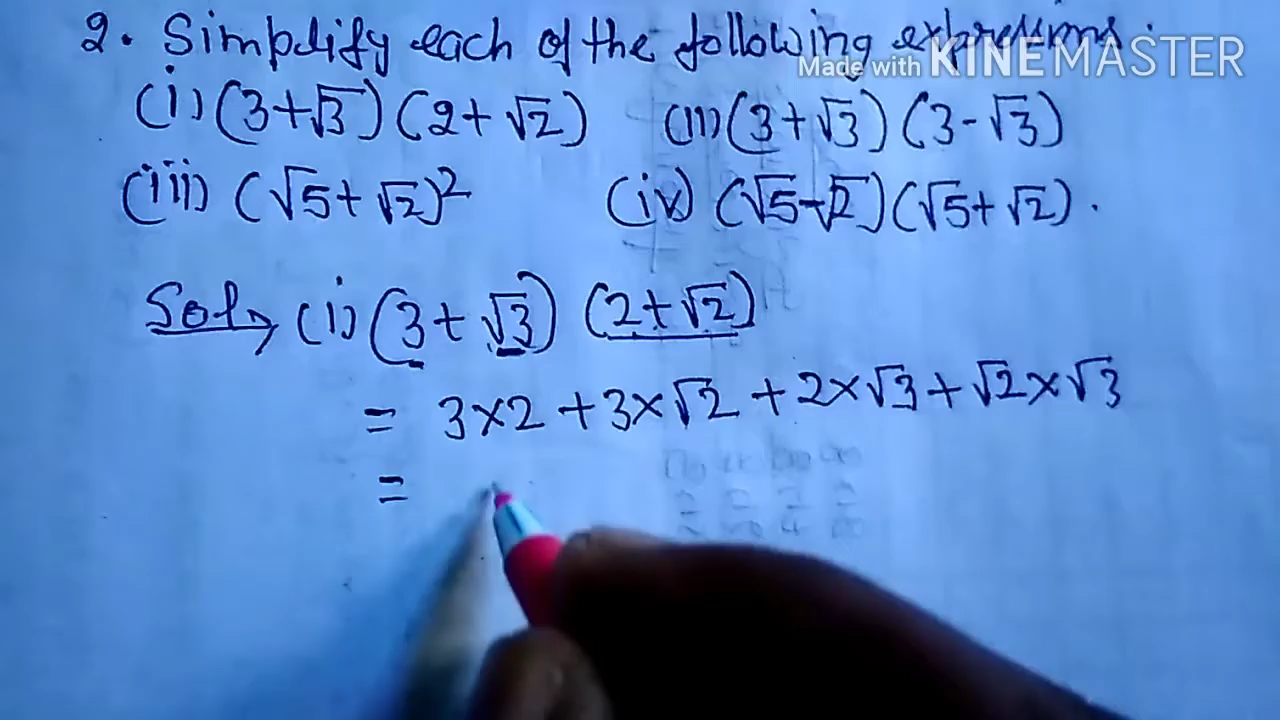 2. Simplify each of the following expressions.
Made with KINEMASTER
(i) (3+√3) (2+√2) (ii) (3+√3) (3-√3)
(iii) (√5+√2)² (iv) (√5-√2)(√5+√2).
Sol→ (i) (3+√3) (2+√2)
= 3×2 +3×√2 +2×√3+√2×√3
=